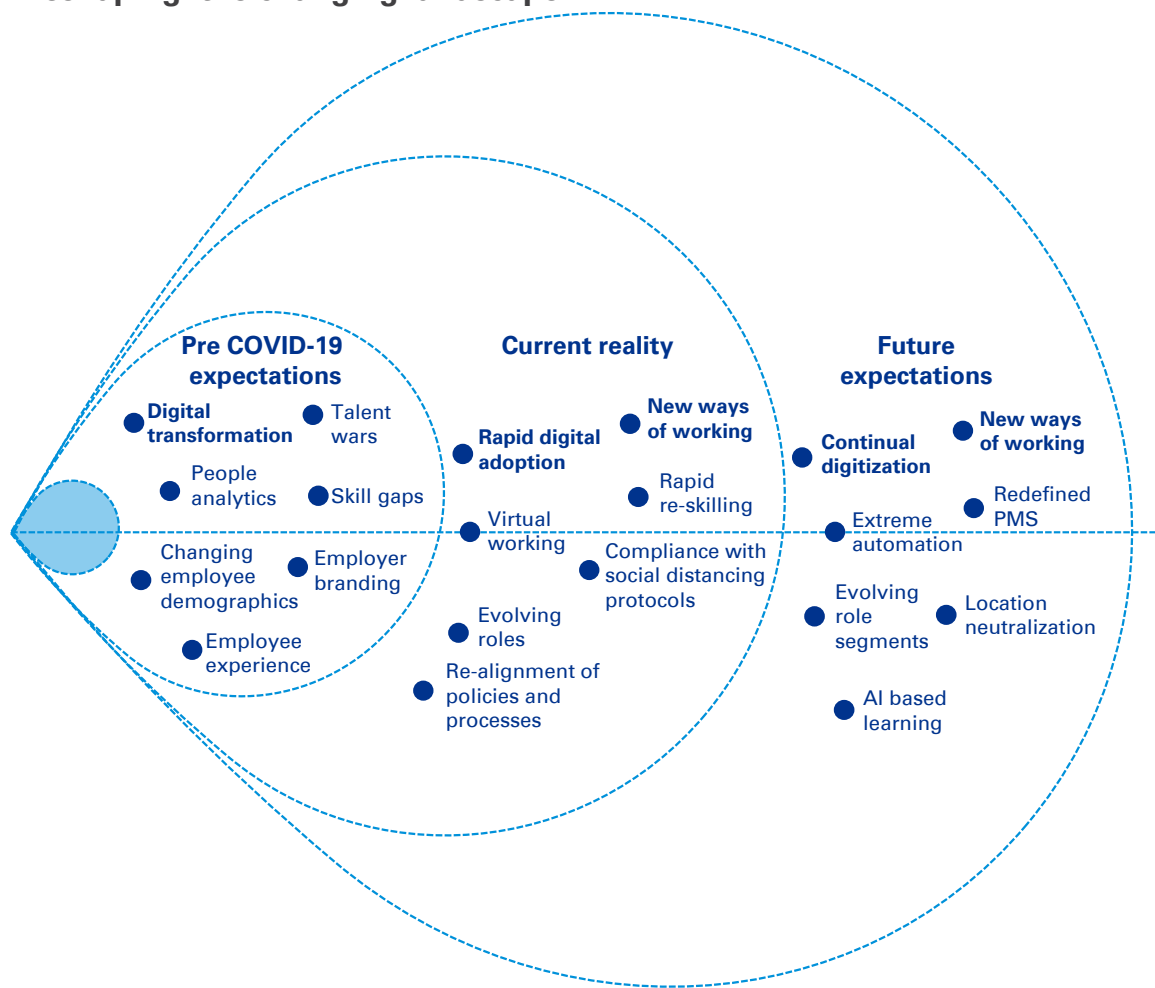 Pre COVID-19
expectations
Digital
transformation
Talent
wars
People
analytics
Skill gaps
Changing
employee
demographics
Employer
branding
Employee
experience
Current reality
Rapid digital
adoption
New ways
of working
Rapid
re-skilling
Virtual
working
Compliance with
social distancing
protocols
Evolving
roles
Re-alignment of
policies and
processes
Future
expectations
Continual
digitization
New ways
of working
Redefined
PMS
Extreme
automation
Evolving
role
segments
Location
neutralization
AI based
learning